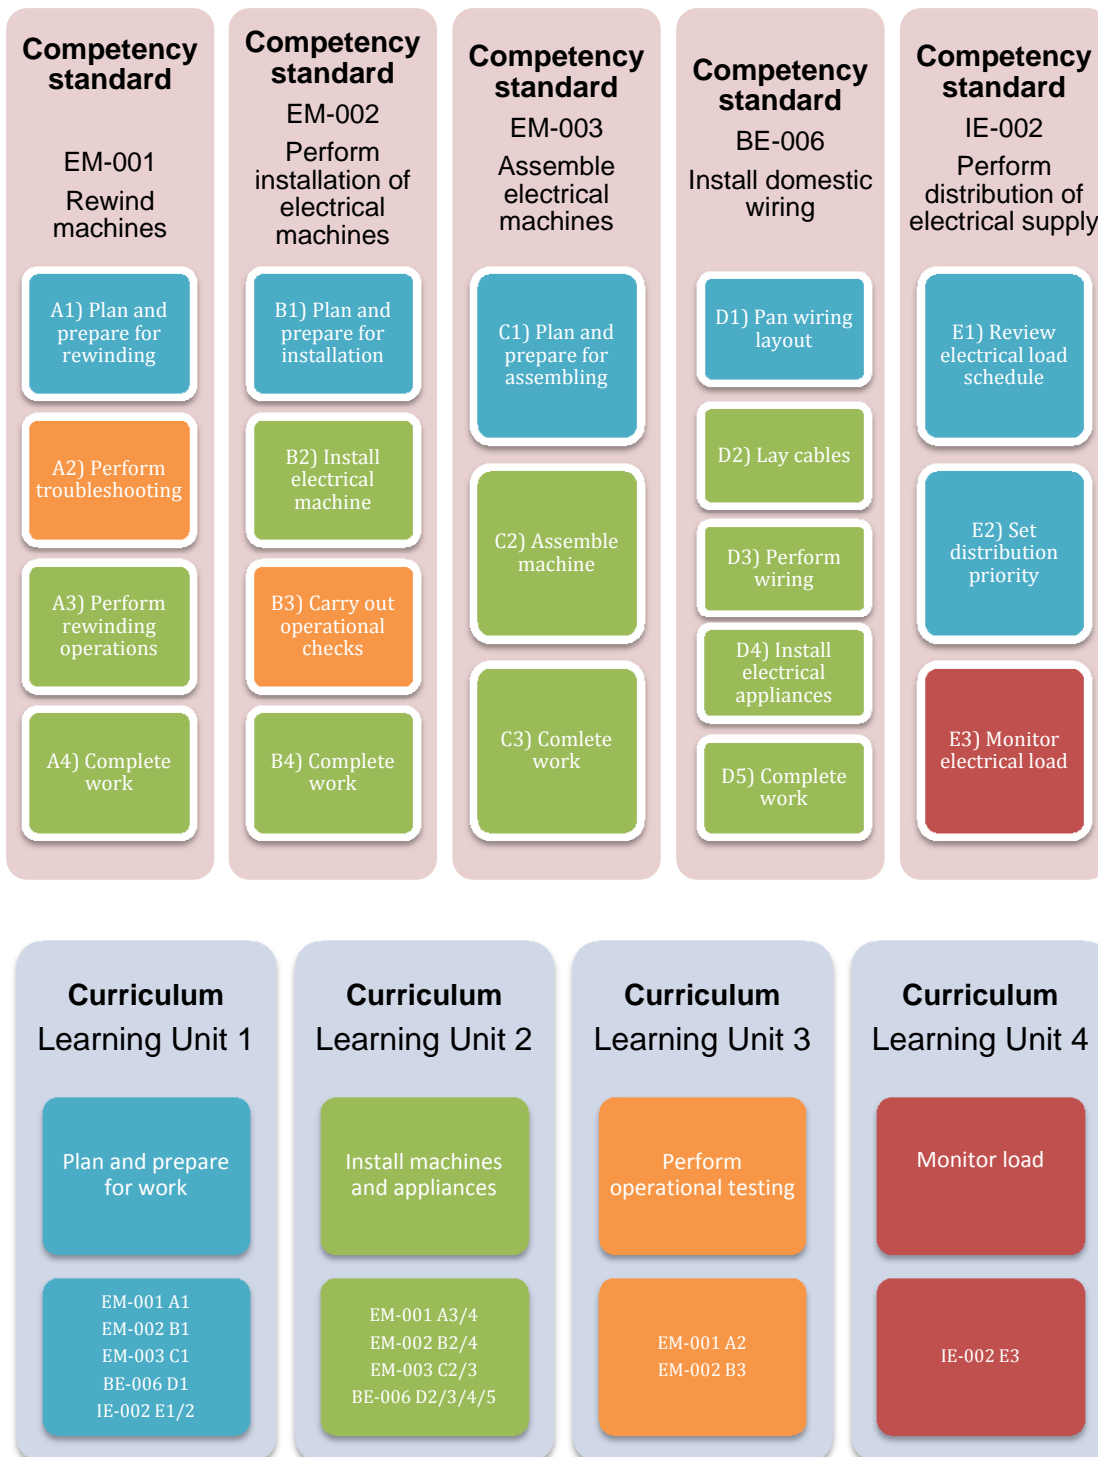 Competency
standard
EM-001
Rewind
machines
A1) Plan and
prepare for
rewinding
A2) Perform
troubleshooting
A3) Perform
rewinding
operations
A4) Complete
work
Competency
standard
EM-002
Perform
installation of
electrical
machines
B1) Plan and
prepare for
installation
B2) Install
electrical
machine
B3) Carry out
operational
checks
B4) Complete
work
Competency
standard
EM-003
Assemble
electrical
machines
C1) Plan and
prepare for
assembling
C2) Assemble
machine
C3) Comlete
work
Competency
standard
BE-006
Install domestic
wiring
D1) Pan wiring
layout
D2) Lay cables
D3) Perform
wiring
D4) Install
electrical
appliances
D5) Complete
work
Competency
standard
IE-002
Perform
distribution of
electrical supply
E1) Review
electrical load
schedule
E2) Set
distribution
priority
E3) Monitor
electrical load
Curriculum
Learning Unit 1
Plan and prepare
for work
EM-001 A1
EM-002 B1
EM-003 C1
BE-006 D1
IE-002 E1/2
Curriculum
Learning Unit 2
Install machines
and appliances
EM-001 A3/4
EM-002 B2/4
EM-003 C2/3
BE-006 D2/3/4/5
Curriculum
Learning Unit 3
Perform
operational testing
EM-001 A2
EM-002 B3
Curriculum
Learning Unit 4
Monitor load
IE-002 E3